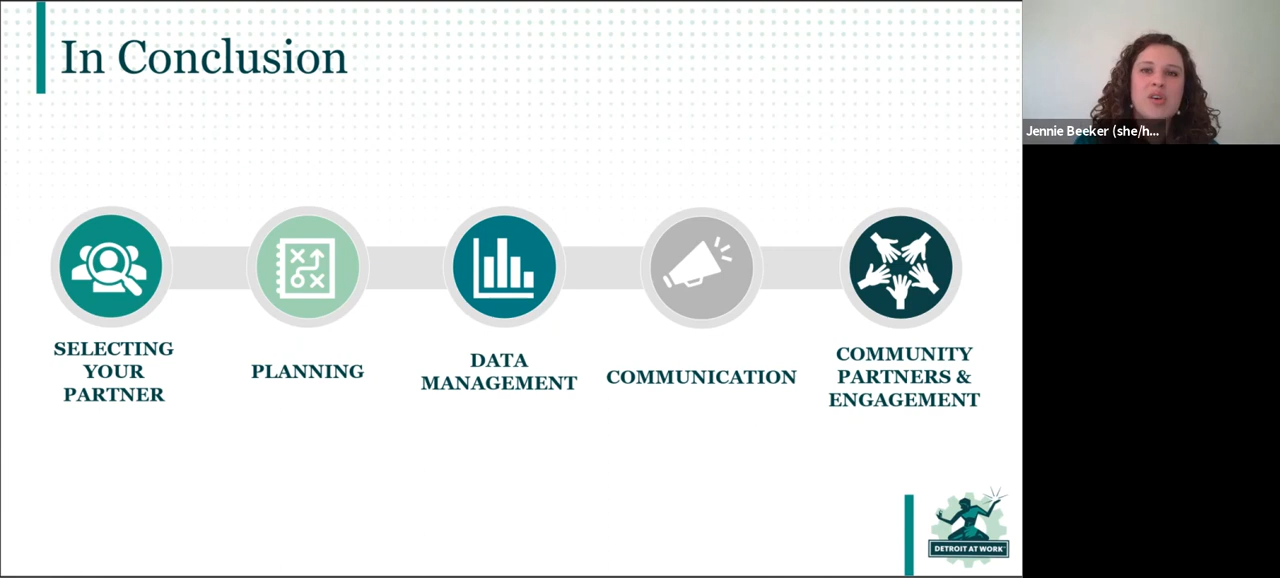 In Conclusion
Jennie Beeker (she/h...
SELECTING
YOUR
PARTNER
PLANNING
DATA
MANAGEMENT
COMMUNICATION
COMMUNITY
PARTNERS &
ENGAGEMENT
DETROIT AT WORK